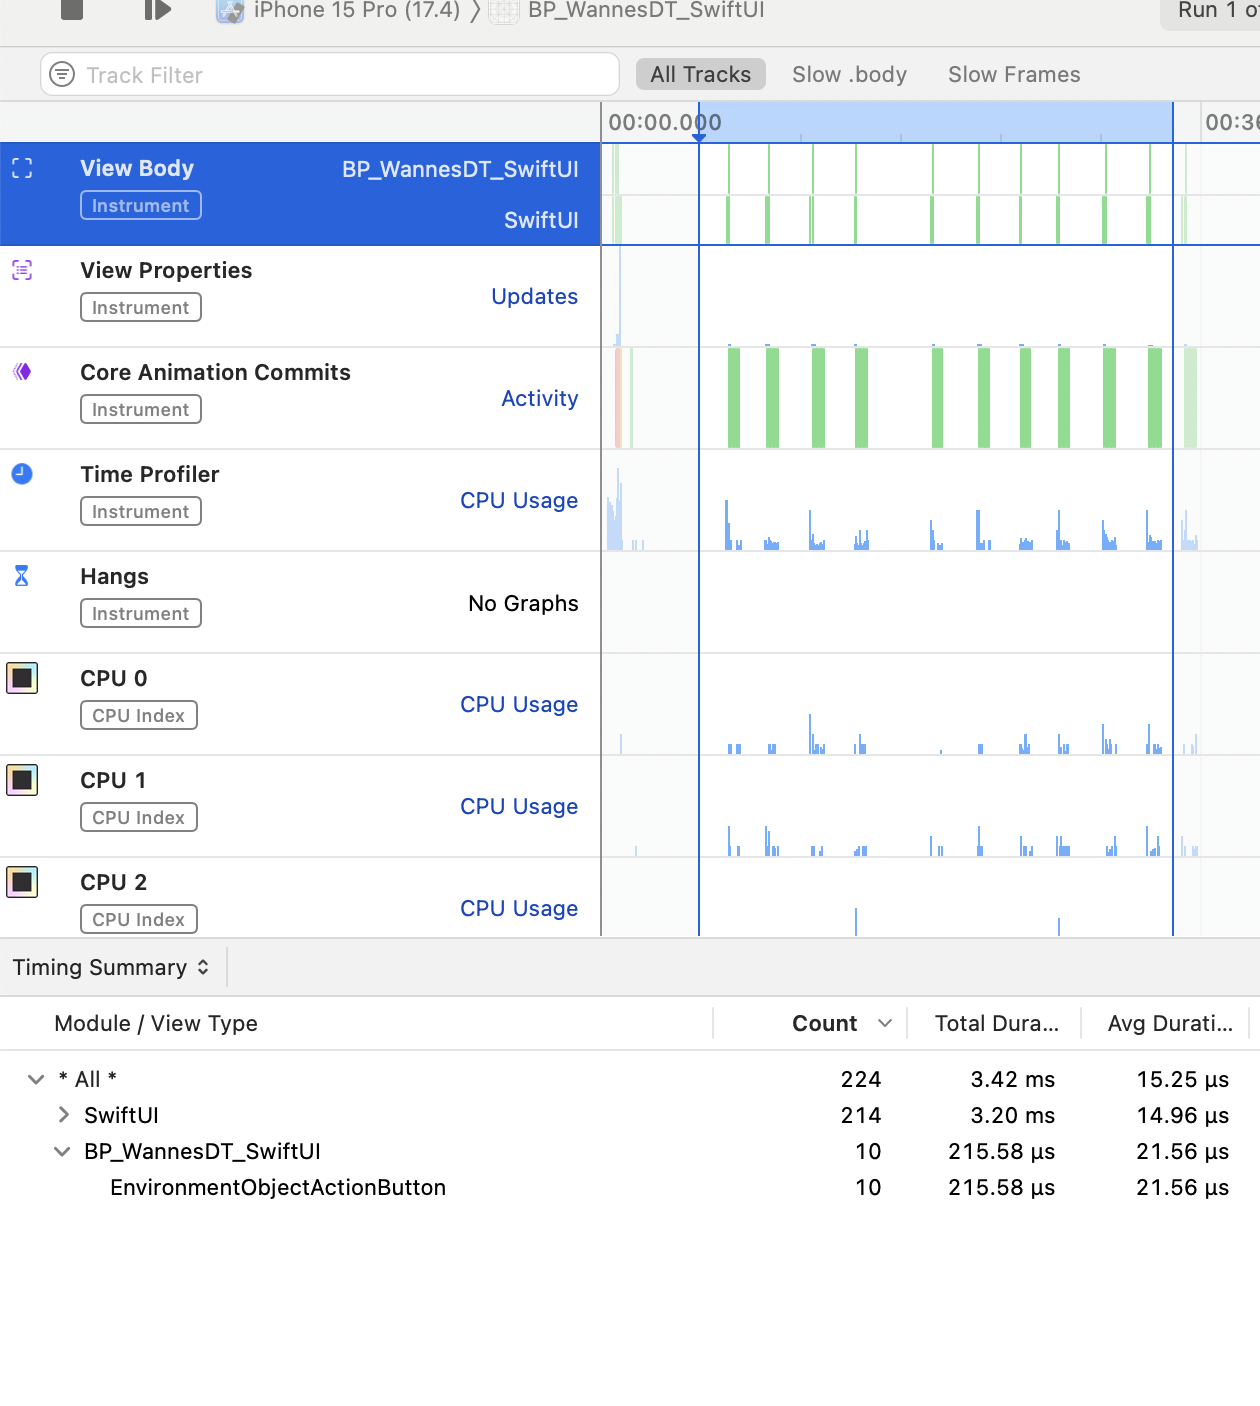 iPhone 15 Pro (17.4) 〉 BP_WannesDT_SwiftUI Run 1 o
Track Filter All Tracks Slow .body Slow Frames
00:00.000 00:36
View Body BP_WannesDT_SwiftUI
Instrument
SwiftUI
View Properties
Updates
Instrument
Core Animation Commits
Activity
Instrument
Time Profiler
CPU Usage
Instrument
Hangs
No Graphs
Instrument
CPU 0
CPU Usage
CPU Index
CPU 1
CPU Usage
CPU Index
CPU 2
CPU Usage
CPU Index
Timing Summary
Module / View Type Count Total Dura... Avg Durati...
* All * 224 3.42 ms 15.25 µs
SwiftUI 214 3.20 ms 14.96 µs
BP_WannesDT_SwiftUI 10 215.58 µs 21.56 µs
EnvironmentObjectActionButton 10 215.58 µs 21.56 µs